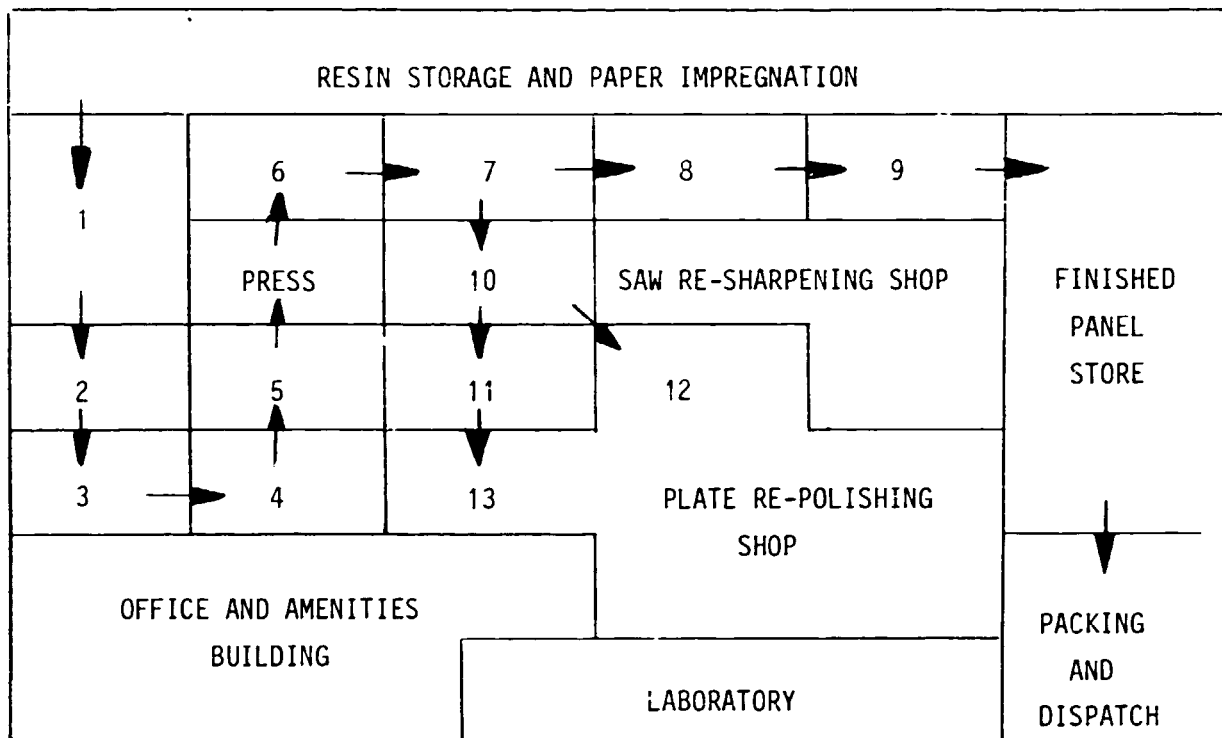 RESIN STORAGE AND PAPER IMPREGNATION
6 7 8 9
1
PRESS 10 SAW RE-SHARPENING SHOP FINISHED
PANEL
STORE
2 5 11 12
3 4 13 PLATE RE-POLISHING
SHOP
OFFICE AND AMENITIES
BUILDING
PACKING
AND
DISPATCH
LABORATORY